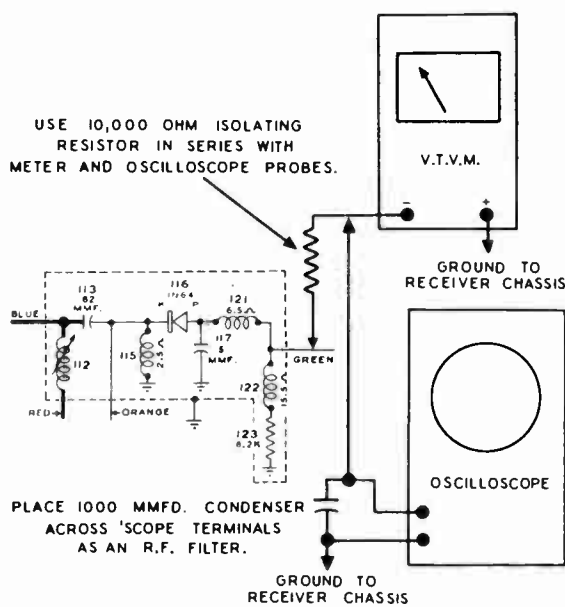 USE 10,000 OHM ISOLATING
RESISTOR IN SERIES WITH
METER AND OSCILLOSCOPE PROBES.
V.T.V.M.
-
+
GROUND TO
RECEIVER CHASSIS
113
82
MMF.
116
1N64
K
P
121
6.5Ω
BLUE
112
115
2.5Ω
117
5
MMF.
GREEN
122
5.5Ω
RED
ORANGE
123
8.2K
OSCILLOSCOPE
PLACE 1000 MMFD. CONDENSER
ACROSS 'SCOPE TERMINALS
AS AN R.F. FILTER.
GROUND TO
RECEIVER CHASSIS